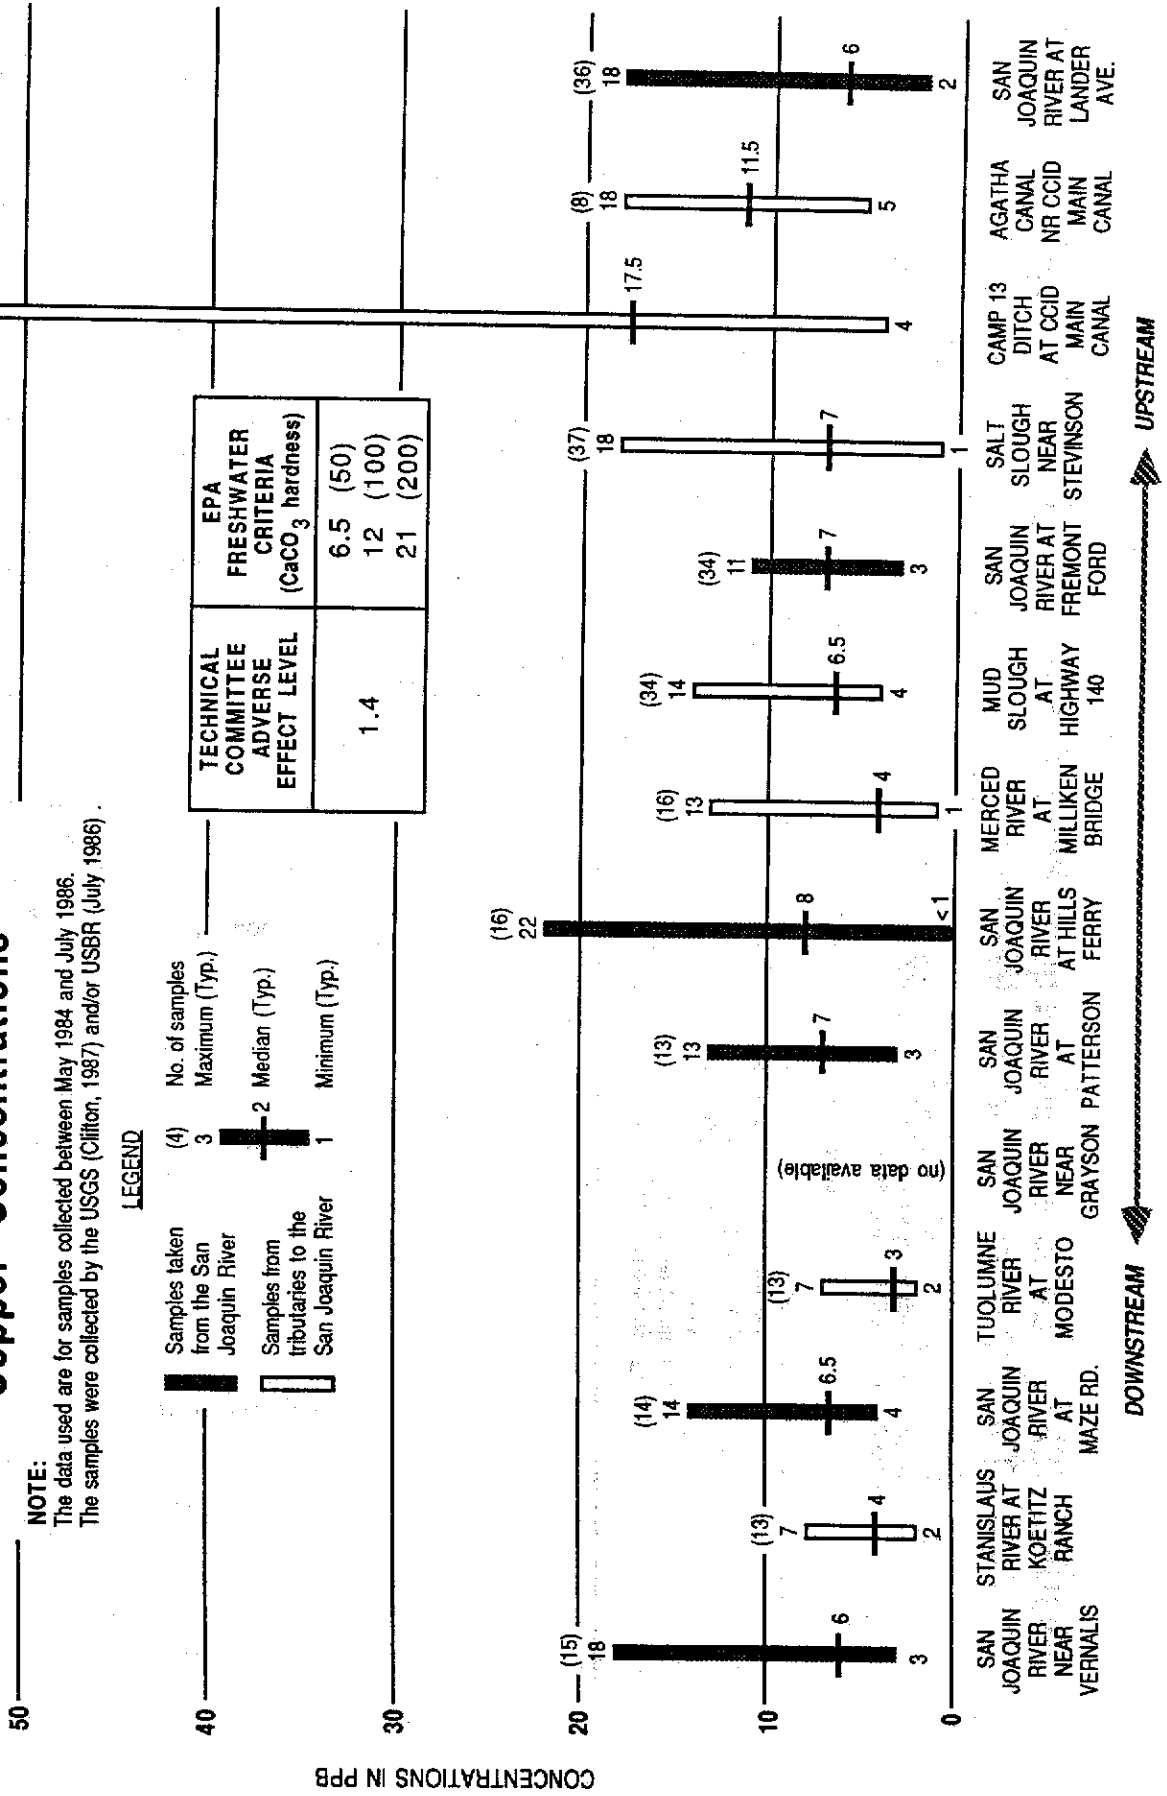 Copper Concentrations
NOTE:
The data used are for samples collected between May 1984 and July 1986.
The samples were collected by the USGS (Clifton, 1987) and/or USBR (July 1986) .
LEGEND
Samples taken
from the San
Joaquin River
Samples from
tributaries to the
San Joaquin River
(4) No. of samples
3 Maximum (Typ.)
2 Median (Typ.)
1 Minimum (Typ.)
TECHNICAL
COMMITTEE
ADVERSE
EFFECT LEVEL
1.4
EPA
FRESHWATER
CRITERIA
(CaCO3 hardness)
6.5 (50)
12 (100)
21 (200)
CONCENTRATIONS IN PPB
50
40
30
20
10
0
(15)
18
6
3
SAN
JOAQUIN
RIVER
NEAR
VERNALIS
(13)
7
4
2
STANISLAUS
RIVER AT
KOETITZ
RANCH
(14)
14
6.5
4
SAN
JOAQUIN
RIVER
AT
MAZE RD.
(13)
7
3
2
TUOLUMNE
RIVER
AT
MODESTO
(no data available)
SAN
JOAQUIN
RIVER
NEAR
GRAYSON
(13)
13
7
3
SAN
JOAQUIN
RIVER
AT
PATTERSON
(16)
22
8
<1
SAN
JOAQUIN
RIVER
AT HILLS
FERRY
(16)
13
4
1
MERCED
RIVER
AT
MILLIKEN
BRIDGE
(34)
14
6.5
4
MUD
SLOUGH
AT
HIGHWAY
140
(34)
11
7
3
SAN
JOAQUIN
RIVER AT
FREMONT
FORD
(37)
18
7
1
SALT
SLOUGH
NEAR
STEVINSON
17.5
4
CAMP 13
DITCH
AT CCID
MAIN
CANAL
(8)
18
11.5
5
AGATHA
CANAL
NR CCID
MAIN
CANAL
(36)
18
6
2
SAN
JOAQUIN
RIVER AT
LANDER
AVE.
DOWNSTREAM
UPSTREAM